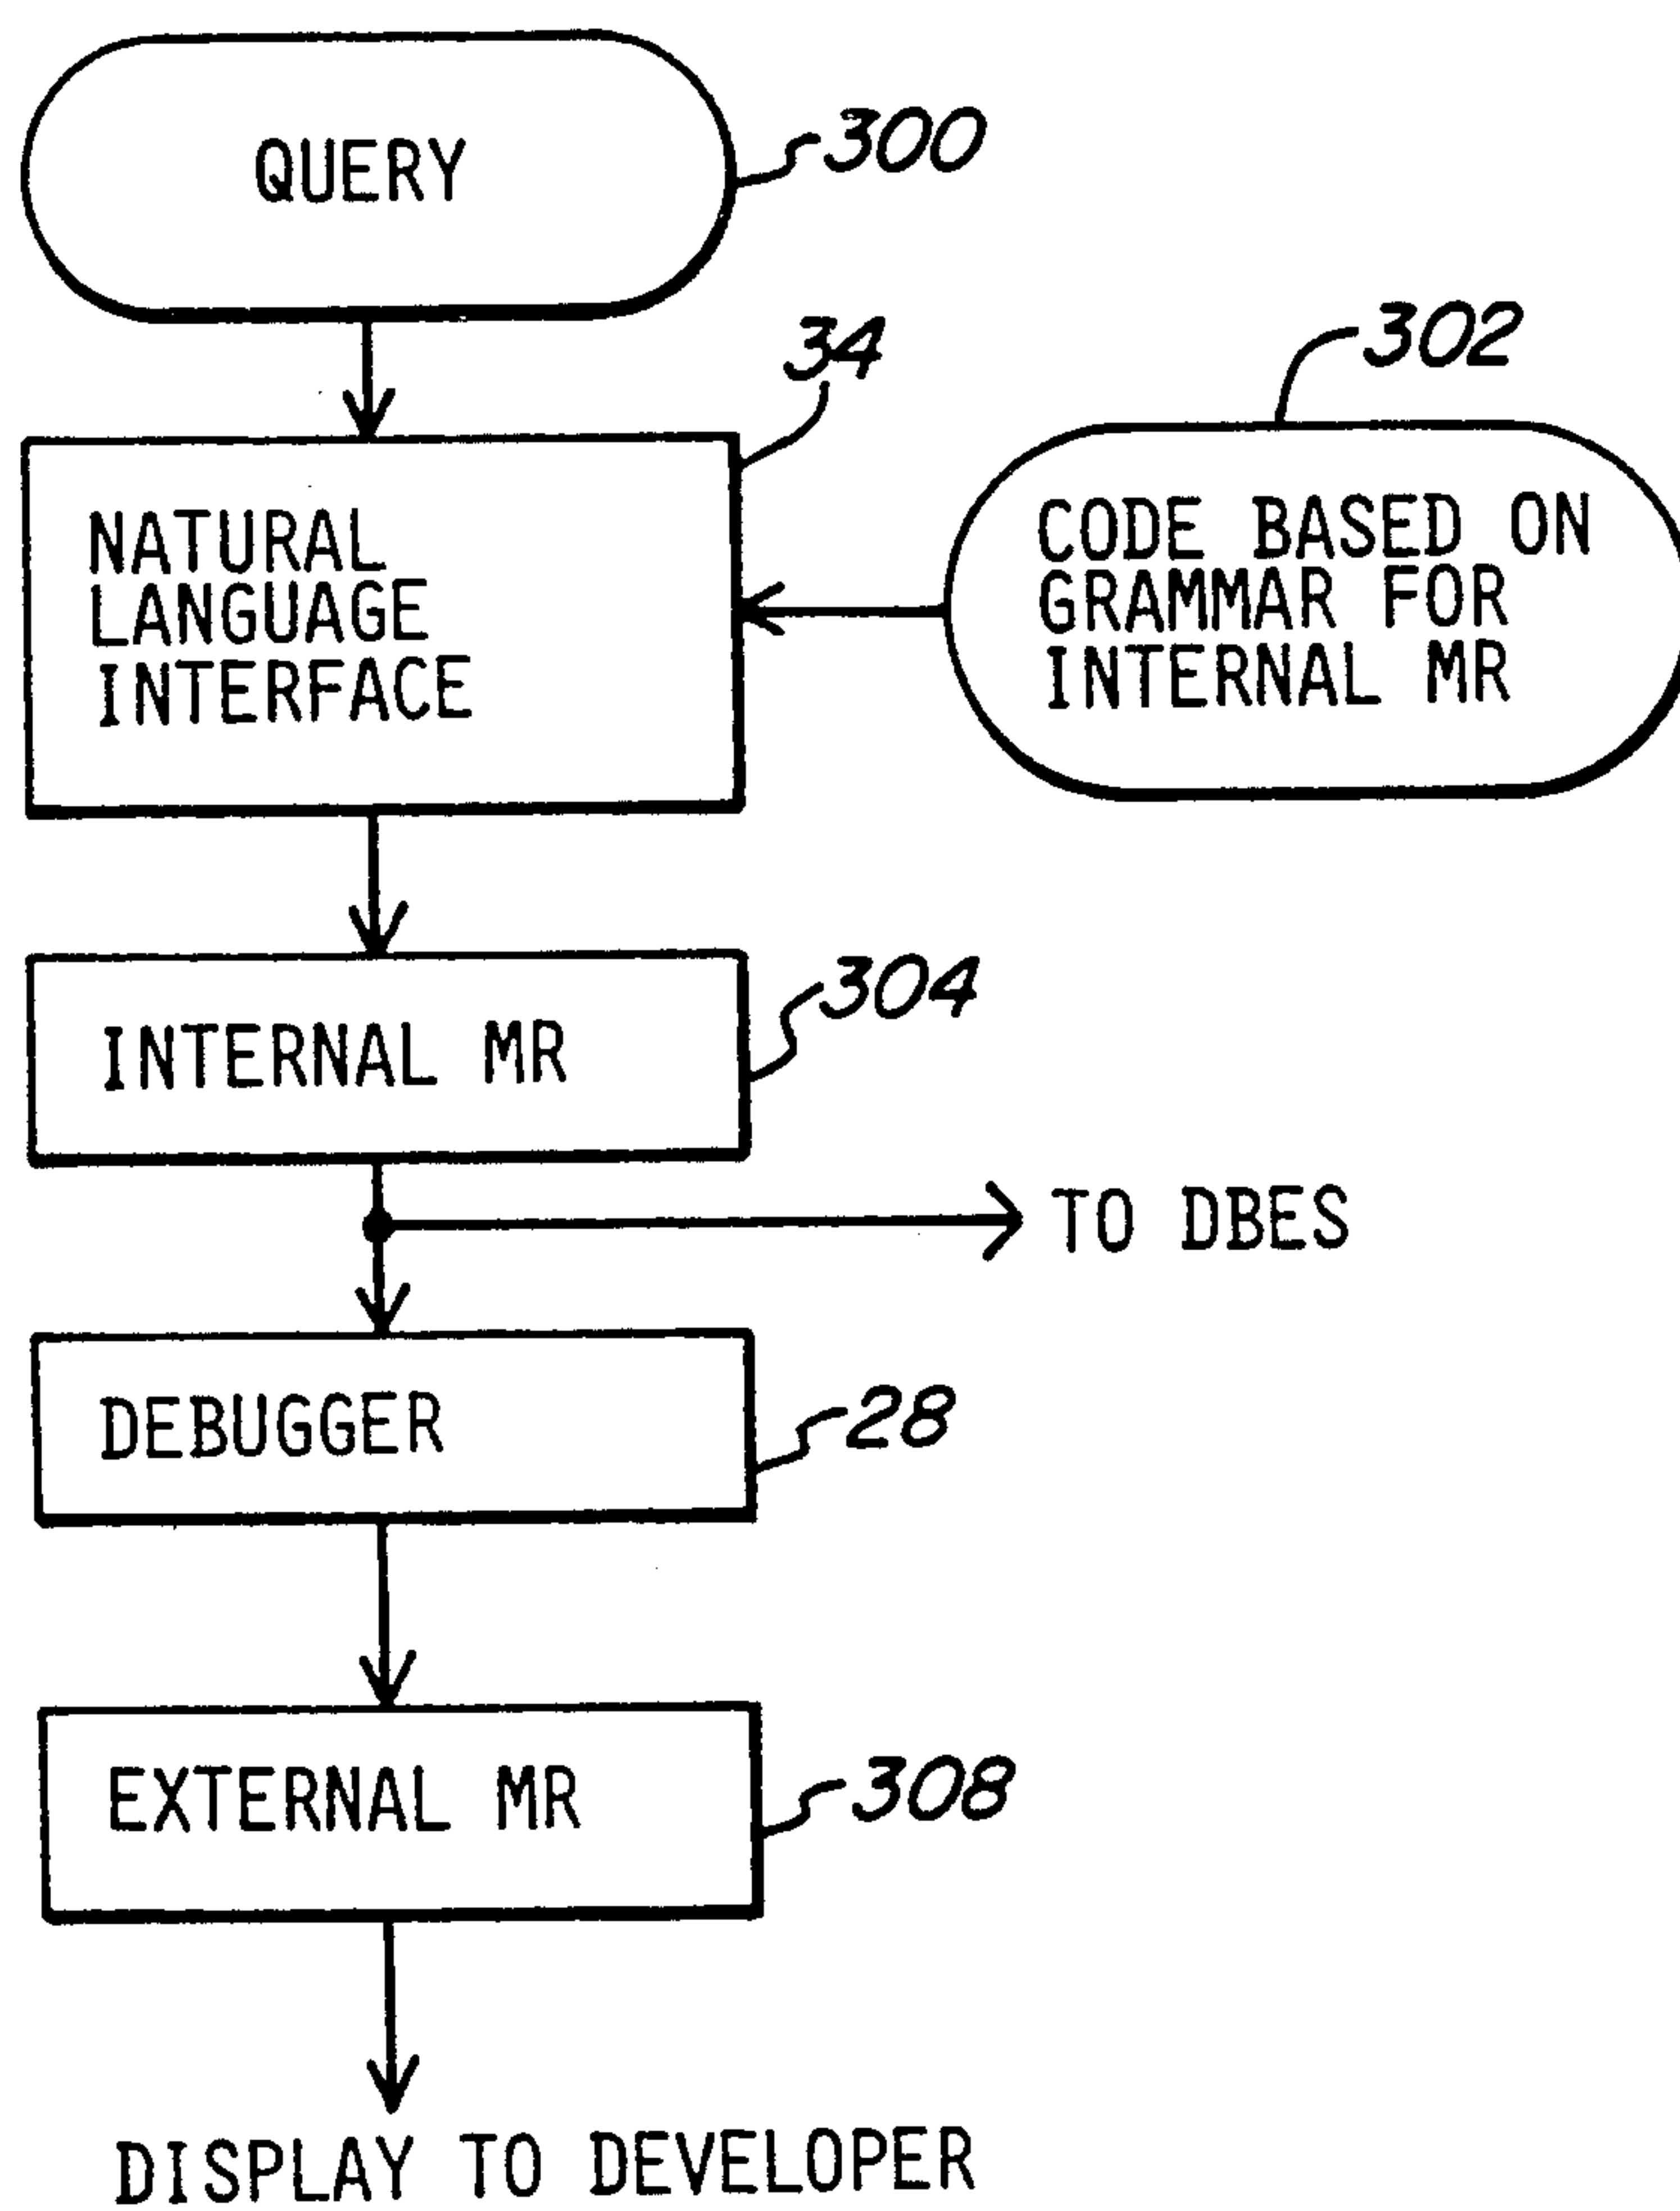 QUERY
300
34
302
NATURAL
LANGUAGE
INTERFACE
CODE BASED ON
GRAMMAR FOR
INTERNAL MR
INTERNAL MR
304
TO DBES
DEBUGGER
28
EXTERNAL MR
308
DISPLAY TO DEVELOPER